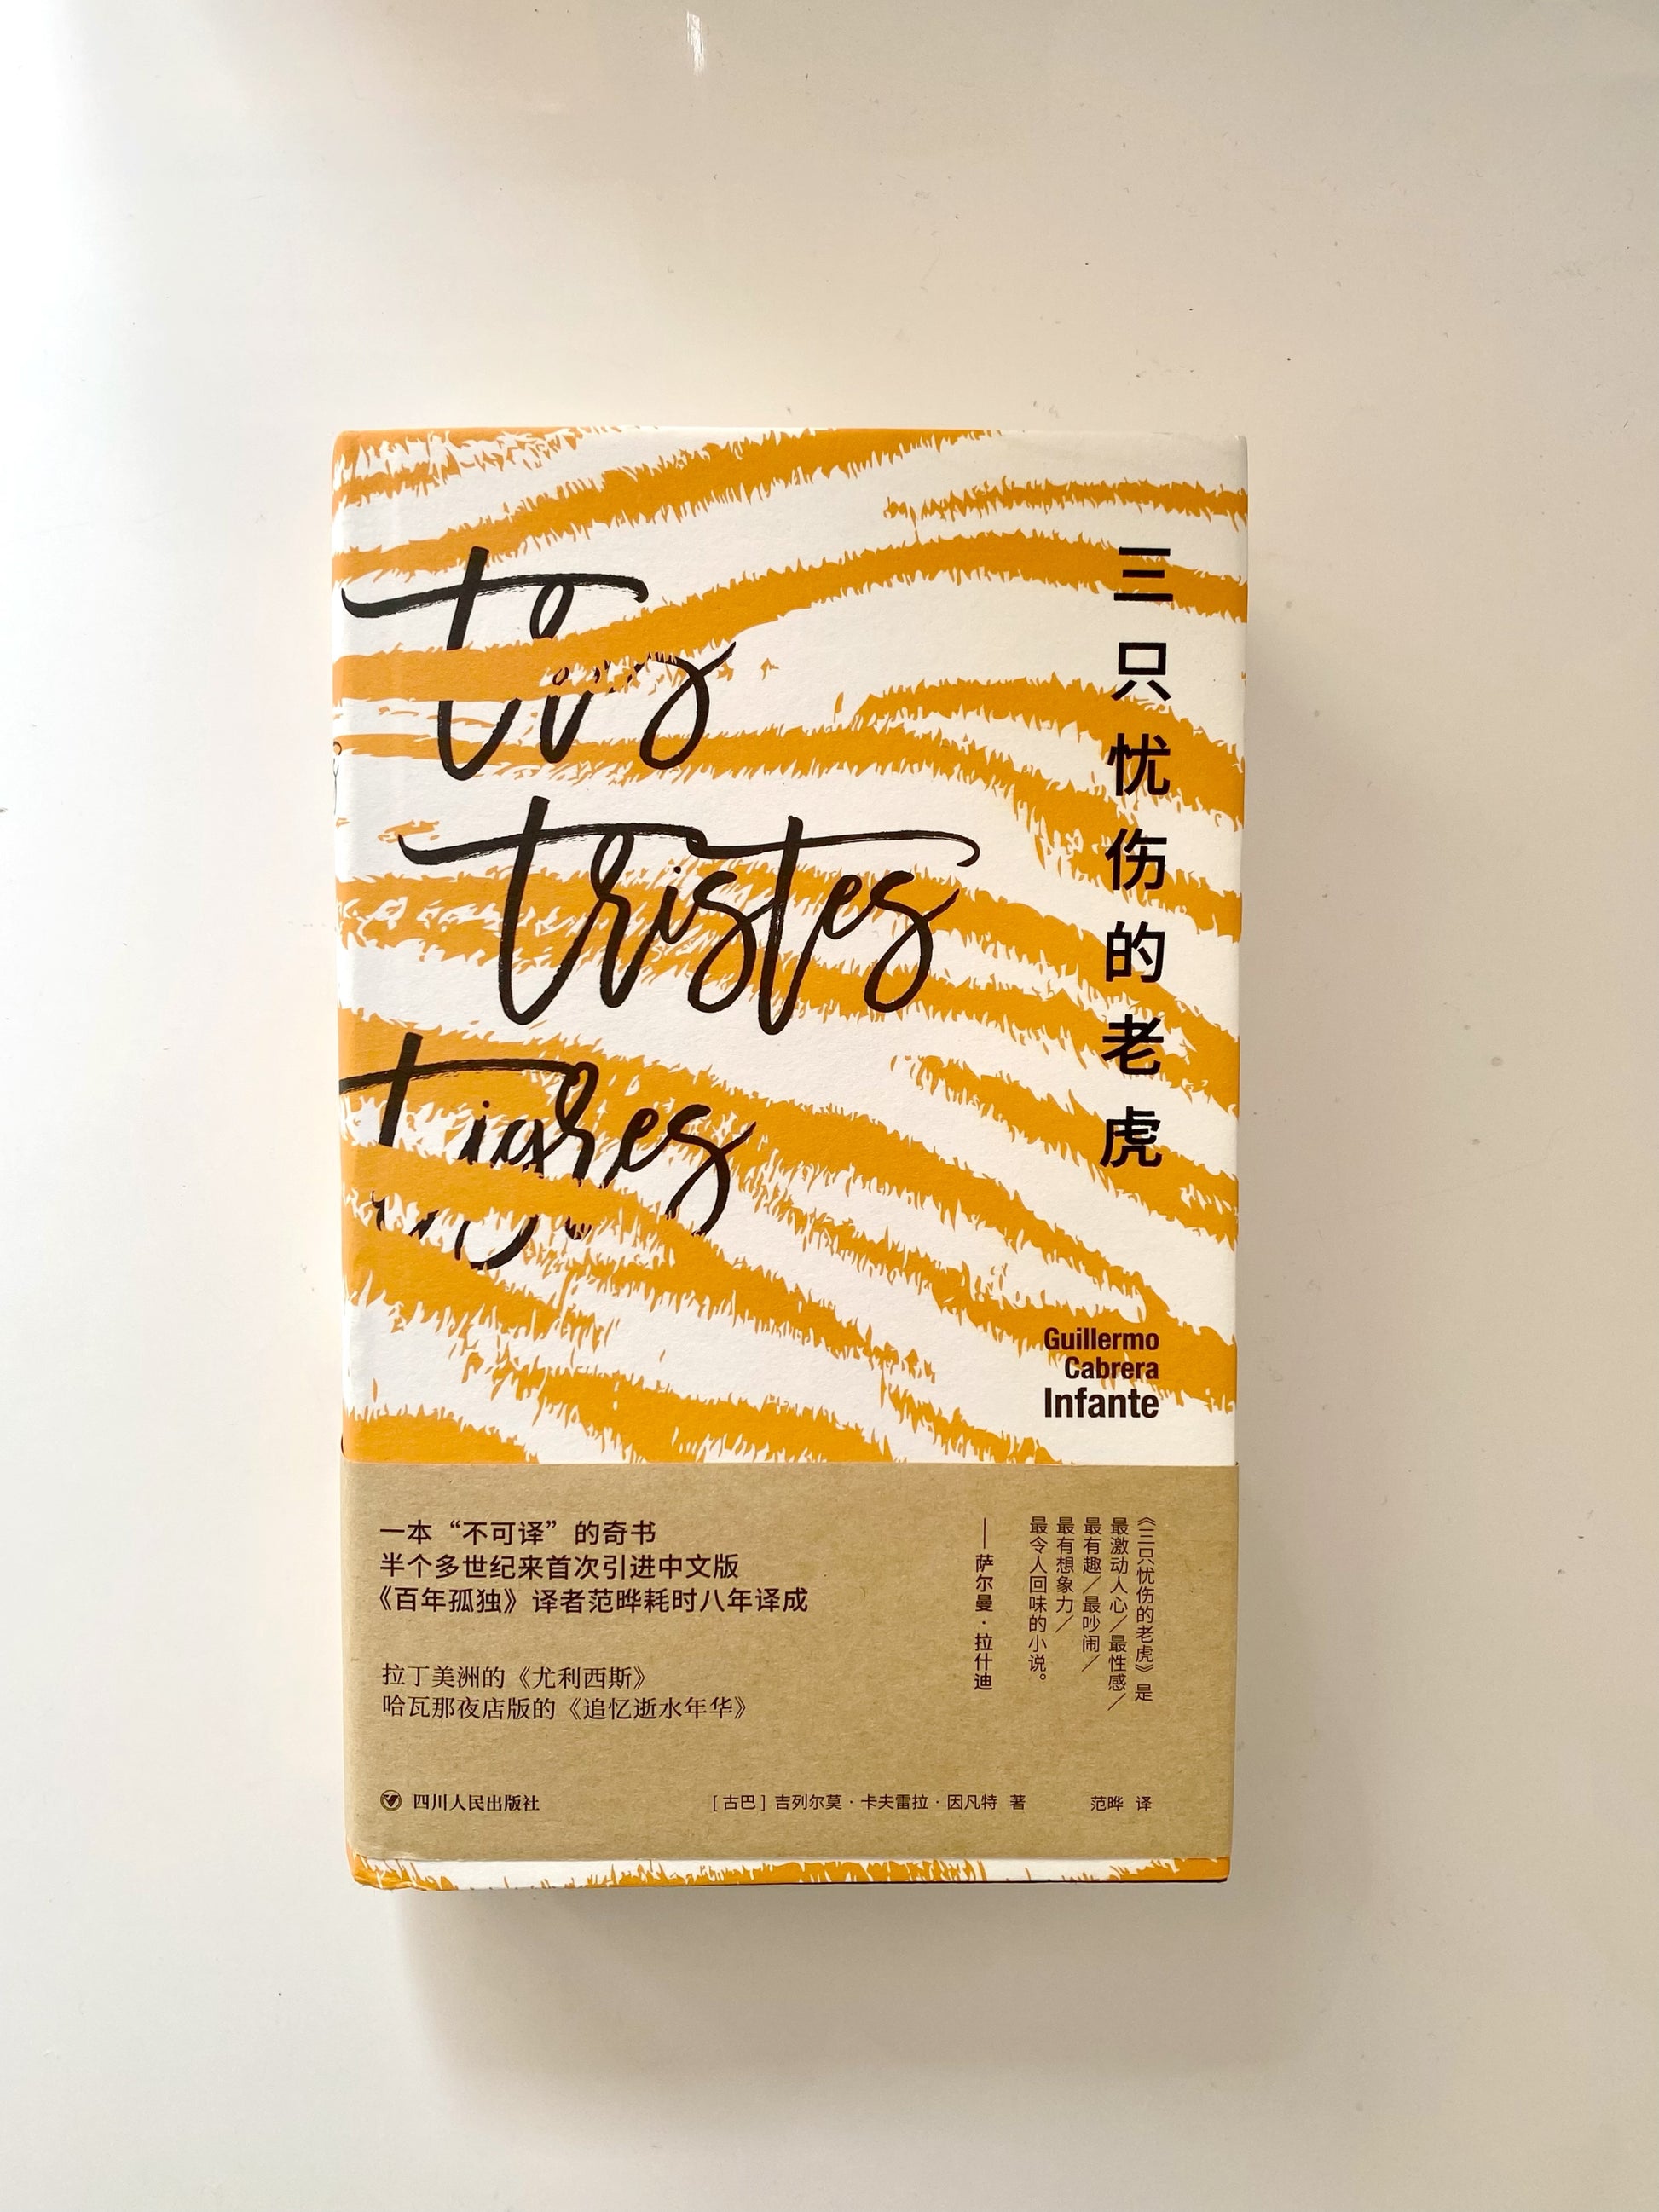 tres
tristes
tigres
三只忧伤的老虎
Guillermo
Cabrera
Infante
一本“不可译”的奇书
半个多世纪来首次引进中文版
《百年孤独》译者范晔耗时八年译成
拉丁美洲的《尤利西斯》
哈瓦那夜店版的《追忆逝水年华》
《三只忧伤的老虎》是
最激动人心／最性感／
最有趣／最吵闹／
最有想象力／
最令人回味的小说。
——萨尔曼·拉什迪
四川人民出版社
[古巴] 吉列尔莫·卡夫雷拉·因凡特 著
范晔 译